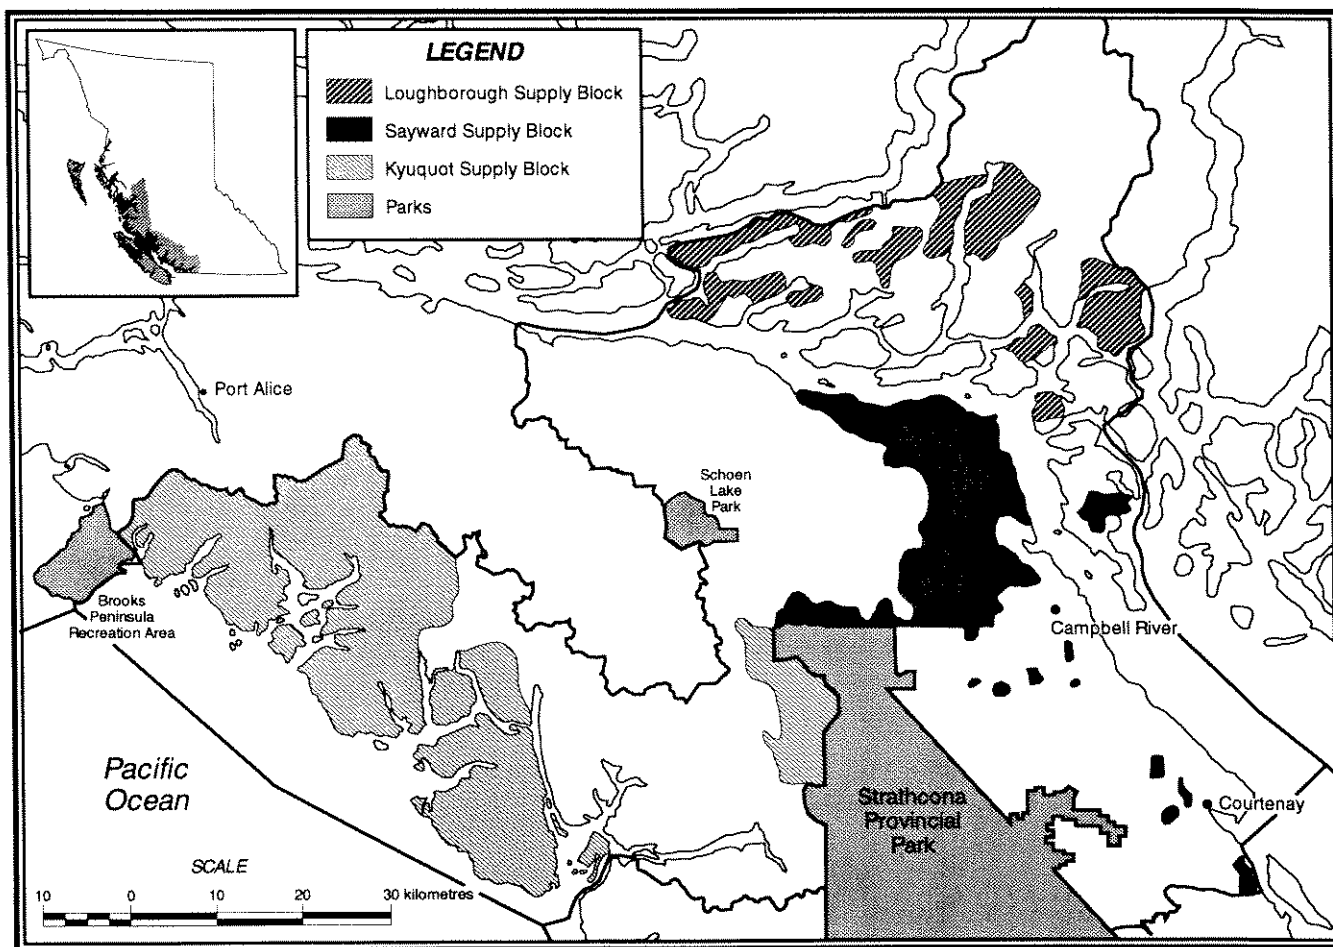 LEGEND
Loughborough Supply Block
Sayward Supply Block
Kyuquot Supply Block
Parks
Port Alice
Schoen
Lake
Park
Brooks
Peninsula
Recreation Area
Campbell River
Pacific
Ocean
Strathcona
Provincial
Park
Courtenay
SCALE
10 0 10 20 30 kilometres